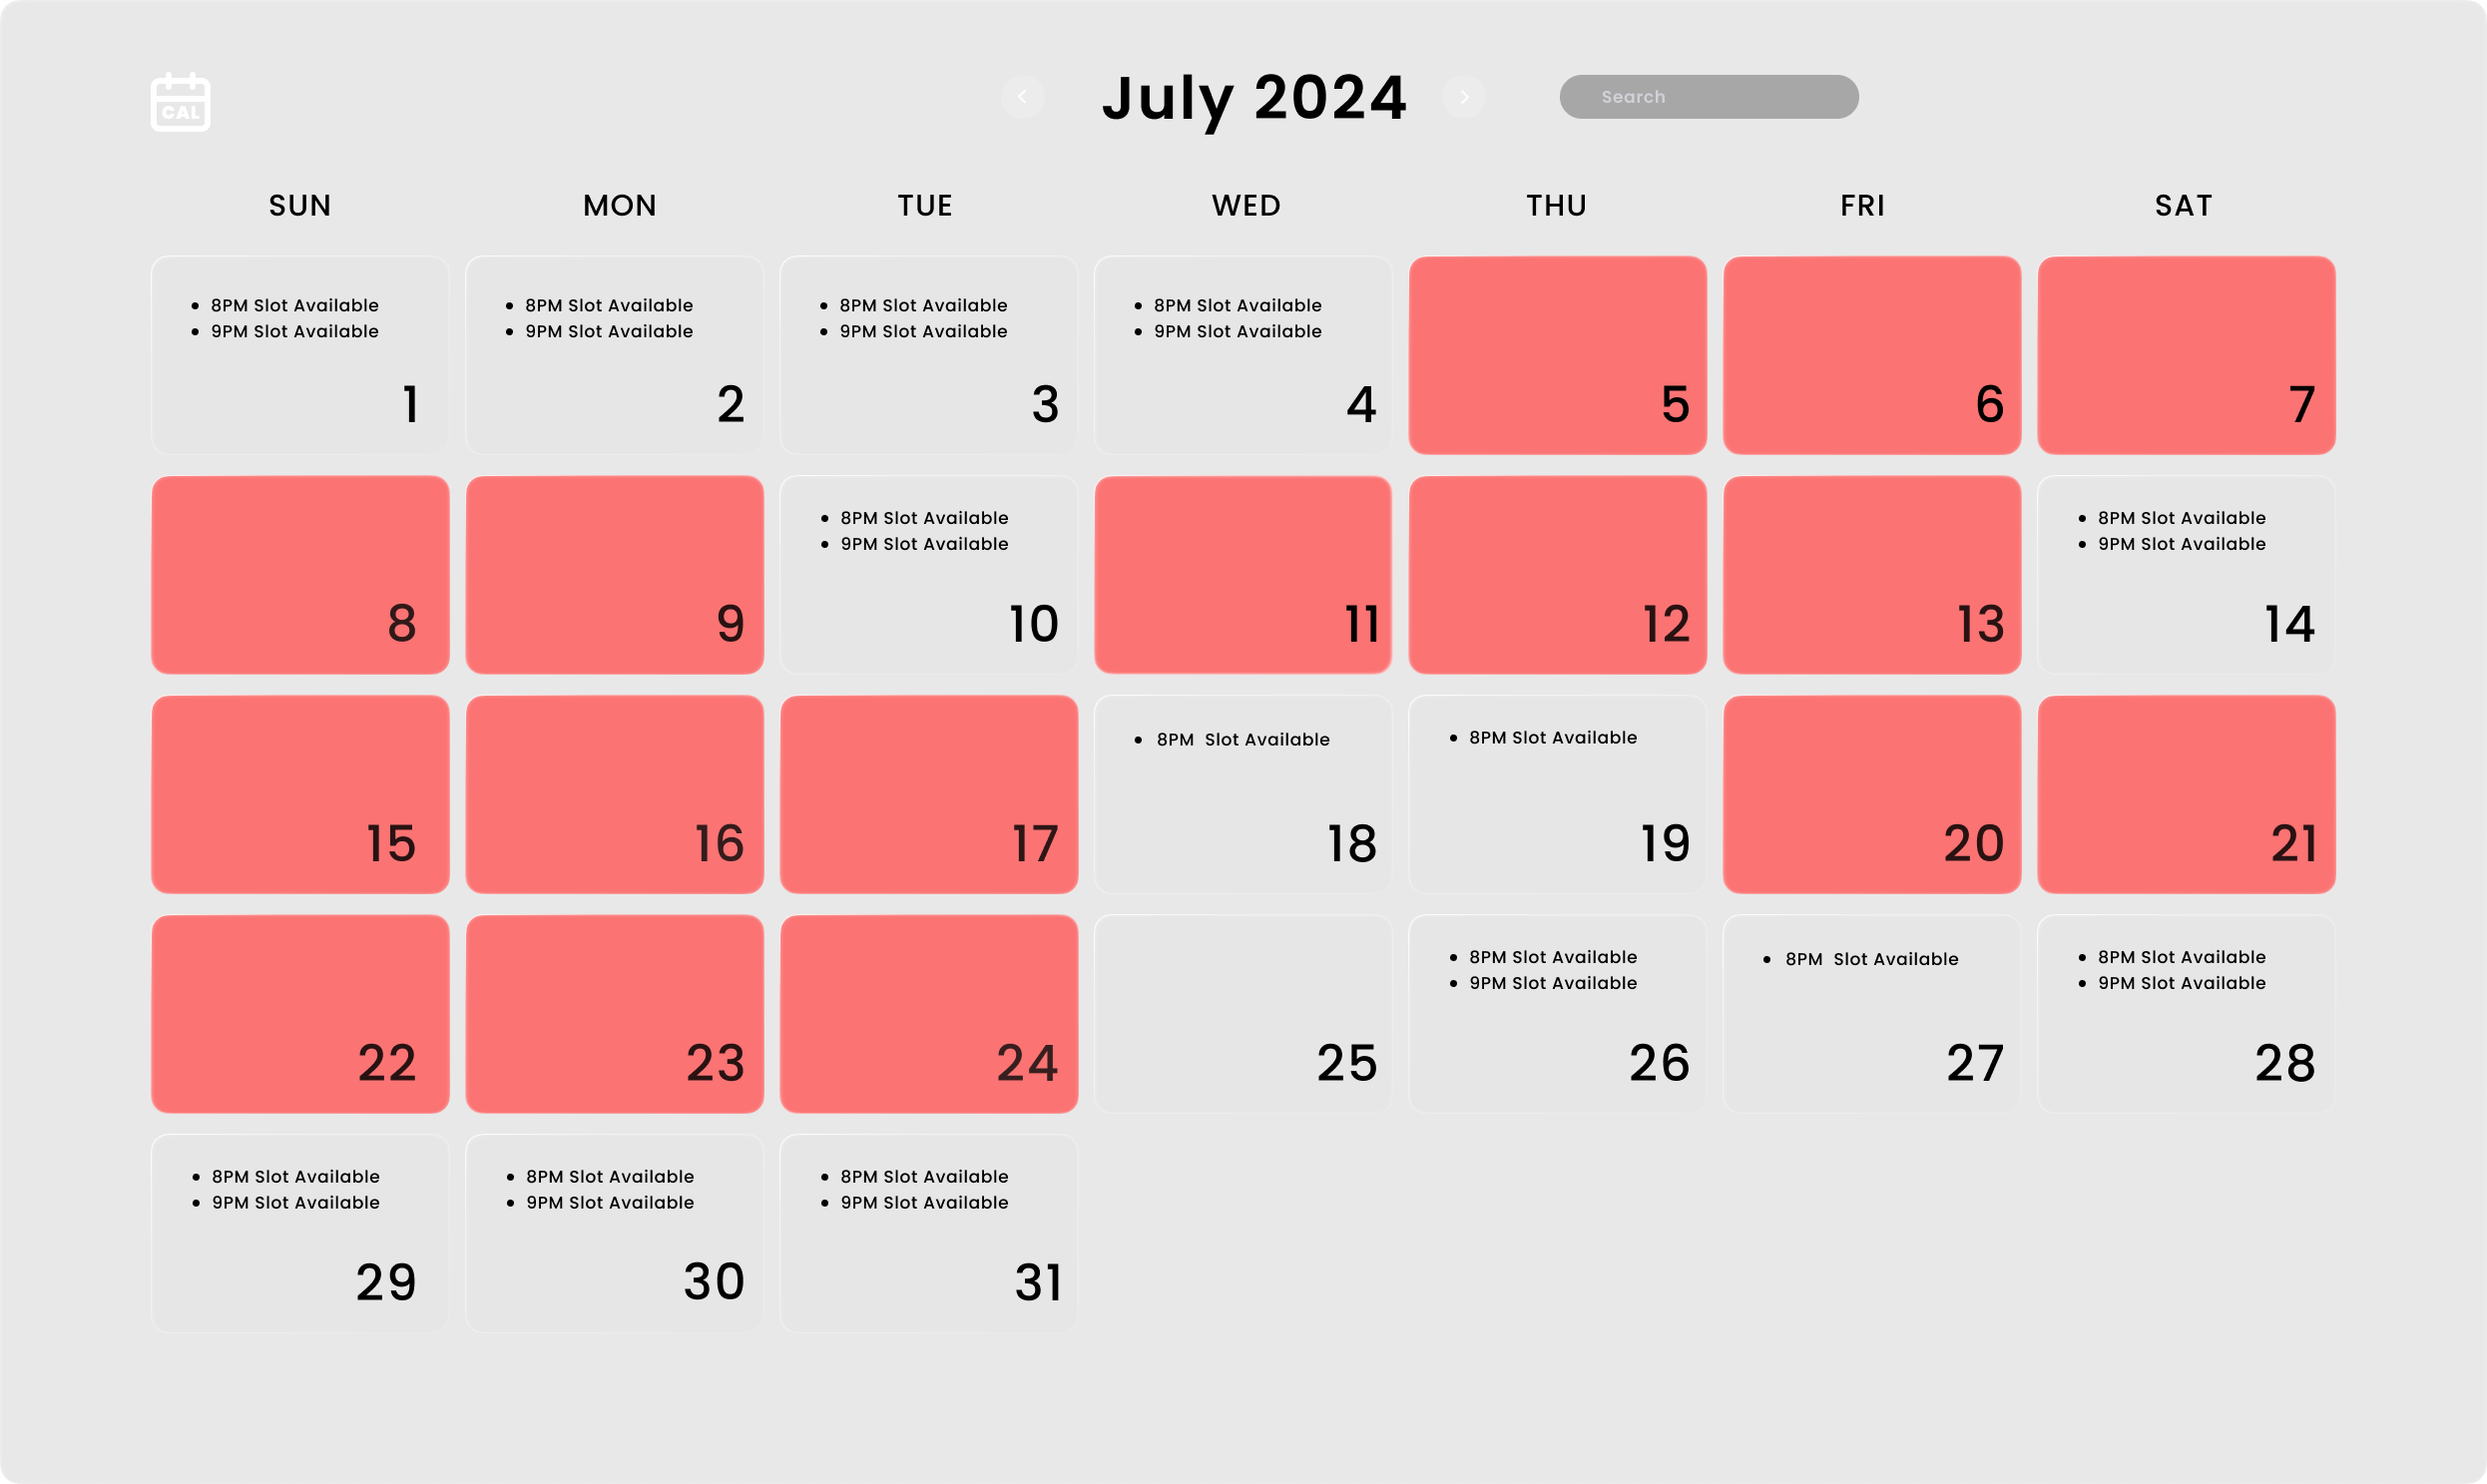 CAL
July 2024
Search
SUN MON TUE WED THU FRI SAT
8PM Slot Available
9PM Slot Available
1
8PM Slot Available
9PM Slot Available
2
8PM Slot Available
9PM Slot Available
3
8PM Slot Available
9PM Slot Available
4
5
6
7
8
9
8PM Slot Available
9PM Slot Available
10
11
12
13
8PM Slot Available
9PM Slot Available
14
15
16
17
8PM  Slot Available
18
8PM Slot Available
19
20
21
22
23
24
25
8PM Slot Available
9PM Slot Available
26
8PM  Slot Available
27
8PM Slot Available
9PM Slot Available
28
8PM Slot Available
9PM Slot Available
29
8PM Slot Available
9PM Slot Available
30
8PM Slot Available
9PM Slot Available
31